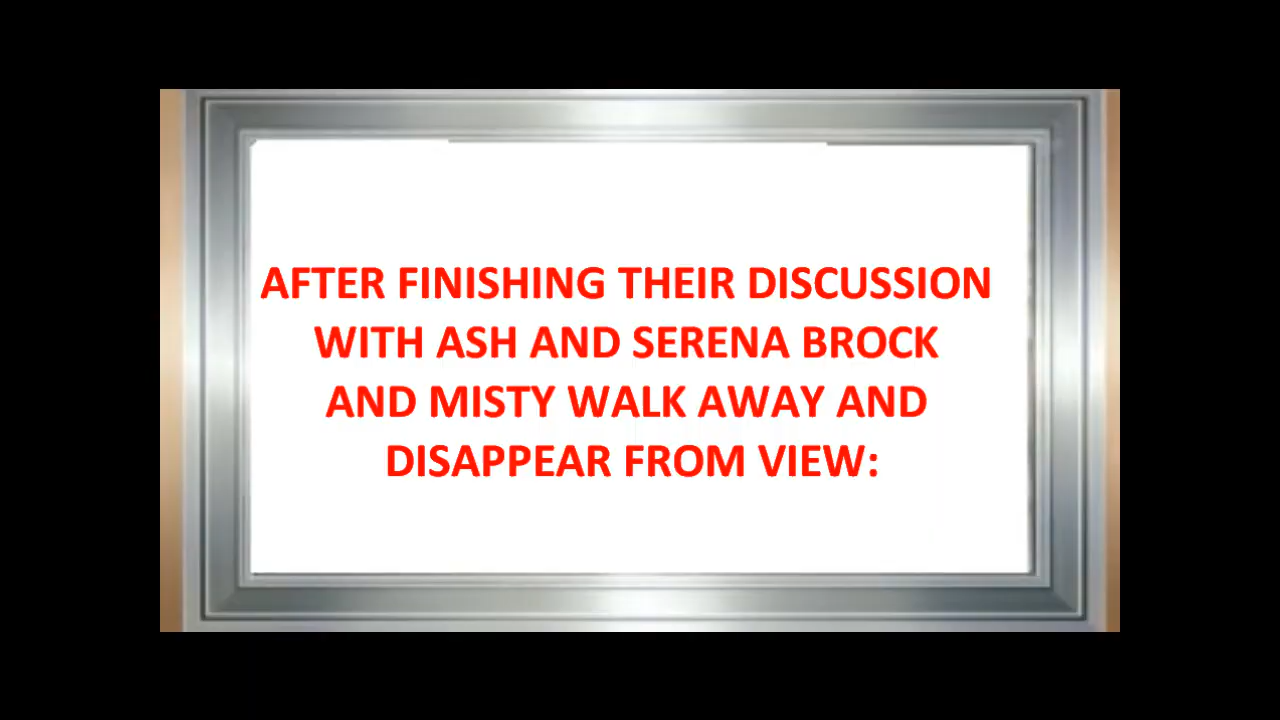 AFTER FINISHING THEIR DISCUSSION
WITH ASH AND SERENA BROCK
AND MISTY WALK AWAY AND
DISAPPEAR FROM VIEW: